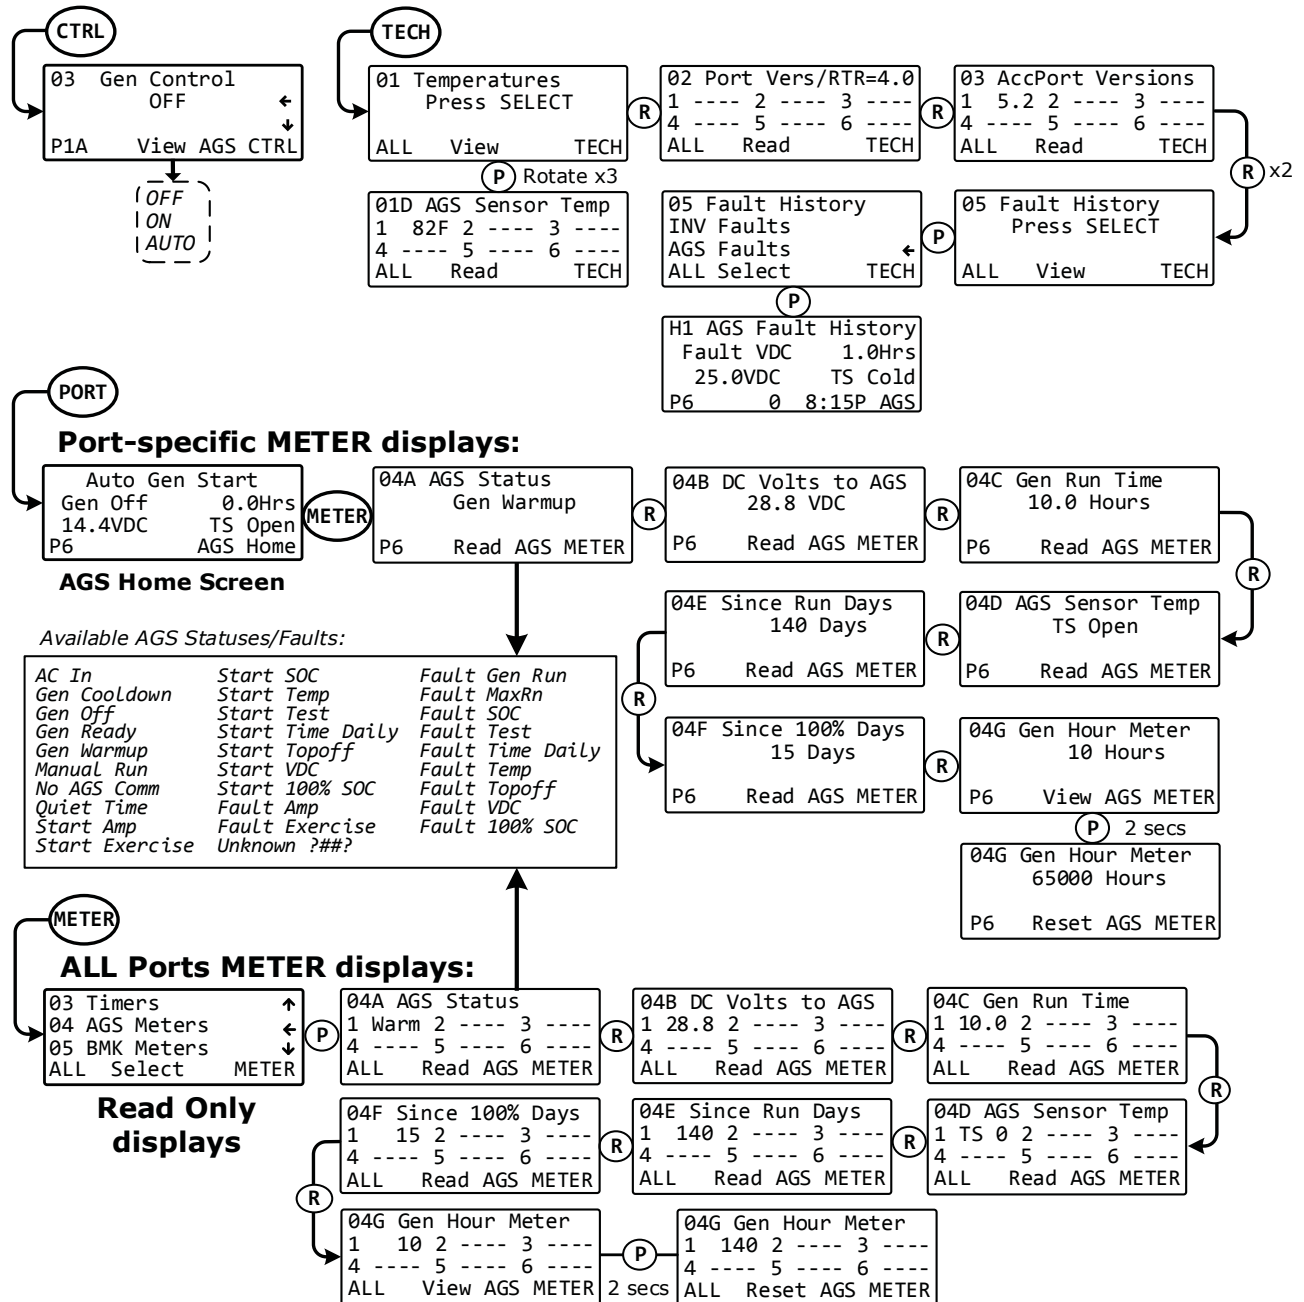 CTRL
03  Gen Control
OFF ←
↓
P1A View AGS CTRL
OFF
ON
AUTO
TECH
01 Temperatures
Press SELECT
ALL View TECH
R
02 Port Vers/RTR=4.0
1 ---- 2 ---- 3 ----
4 ---- 5 ---- 6 ----
ALL Read TECH
R
03 AccPort Versions
1 5.2 2 ---- 3 ----
4 ---- 5 ---- 6 ----
ALL Read TECH
R x2
P Rotate x3
01D AGS Sensor Temp
1 82F 2 ---- 3 ----
4 ---- 5 ---- 6 ----
ALL Read TECH
05 Fault History
INV Faults
AGS Faults ←
ALL Select TECH
P
05 Fault History
Press SELECT
ALL View TECH
P
H1 AGS Fault History
Fault VDC 1.0Hrs
25.0VDC TS Cold
P6 0 8:15P AGS
PORT
Port-specific METER displays:
Auto Gen Start
Gen Off 0.0Hrs
14.4VDC TS Open
P6 AGS Home
AGS Home Screen
METER
04A AGS Status
Gen Warmup
P6 Read AGS METER
R
04B DC Volts to AGS
28.8 VDC
P6 Read AGS METER
R
04C Gen Run Time
10.0 Hours
P6 Read AGS METER
R
04E Since Run Days
140 Days
P6 Read AGS METER
R
04D AGS Sensor Temp
TS Open
P6 Read AGS METER
R
04F Since 100% Days
15 Days
P6 Read AGS METER
R
04G Gen Hour Meter
10 Hours
P6 View AGS METER
P 2 secs
04G Gen Hour Meter
65000 Hours
P6 Reset AGS METER
Available AGS Statuses/Faults:
AC In Start SOC Fault Gen Run
Gen Cooldown Start Temp Fault MaxRn
Gen Off Start Test Fault SOC
Gen Ready Start Time Daily Fault Test
Gen Warmup Start Topoff Fault Time Daily
Manual Run Start VDC Fault Temp
No AGS Comm Start 100% SOC Fault Topoff
Quiet Time Fault Amp Fault VDC
Start Amp Fault Exercise Fault 100% SOC
Start Exercise Unknown ?##?
METER
ALL Ports METER displays:
03 Timers ↑
04 AGS Meters ←
05 BMK Meters ↓
ALL Select METER
Read Only
displays
P
04A AGS Status
1 Warm 2 ---- 3 ----
4 ---- 5 ---- 6 ----
ALL Read AGS METER
R
04B DC Volts to AGS
1 28.8 2 ---- 3 ----
4 ---- 5 ---- 6 ----
ALL Read AGS METER
R
04C Gen Run Time
1 10.0 2 ---- 3 ----
4 ---- 5 ---- 6 ----
ALL Read AGS METER
R
04F Since 100% Days
1 15 2 ---- 3 ----
4 ---- 5 ---- 6 ----
ALL Read AGS METER
R
04E Since Run Days
1 140 2 ---- 3 ----
4 ---- 5 ---- 6 ----
ALL Read AGS METER
R
04D AGS Sensor Temp
1 TS 0 2 ---- 3 ----
4 ---- 5 ---- 6 ----
ALL Read AGS METER
R
04G Gen Hour Meter
1 10 2 ---- 3 ----
4 ---- 5 ---- 6 ----
ALL View AGS METER
P
2 secs
04G Gen Hour Meter
1 140 2 ---- 3 ----
4 ---- 5 ---- 6 ----
ALL Reset AGS METER